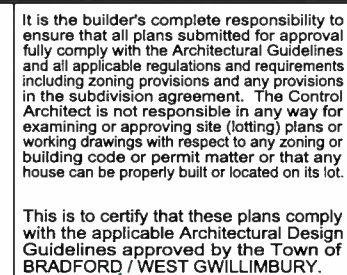 It is the builder's complete responsibility to
ensure that all plans submitted for approval
fully comply with the Architectural Guidelines
and all applicable regulations and requirements
including zoning provisions and any provisions
in the subdivision agreement. The Control
Architect is not responsible in any way for
examining or approving site (lotting) plans or
working drawings with respect to any zoning or
building code or permit matter or that any
house can be properly built or located on its lot.
This is to certify that these plans comply
with the applicable Architectural Design
Guidelines approved by the Town of
BRADFORD / WEST GWILLIMBURY.